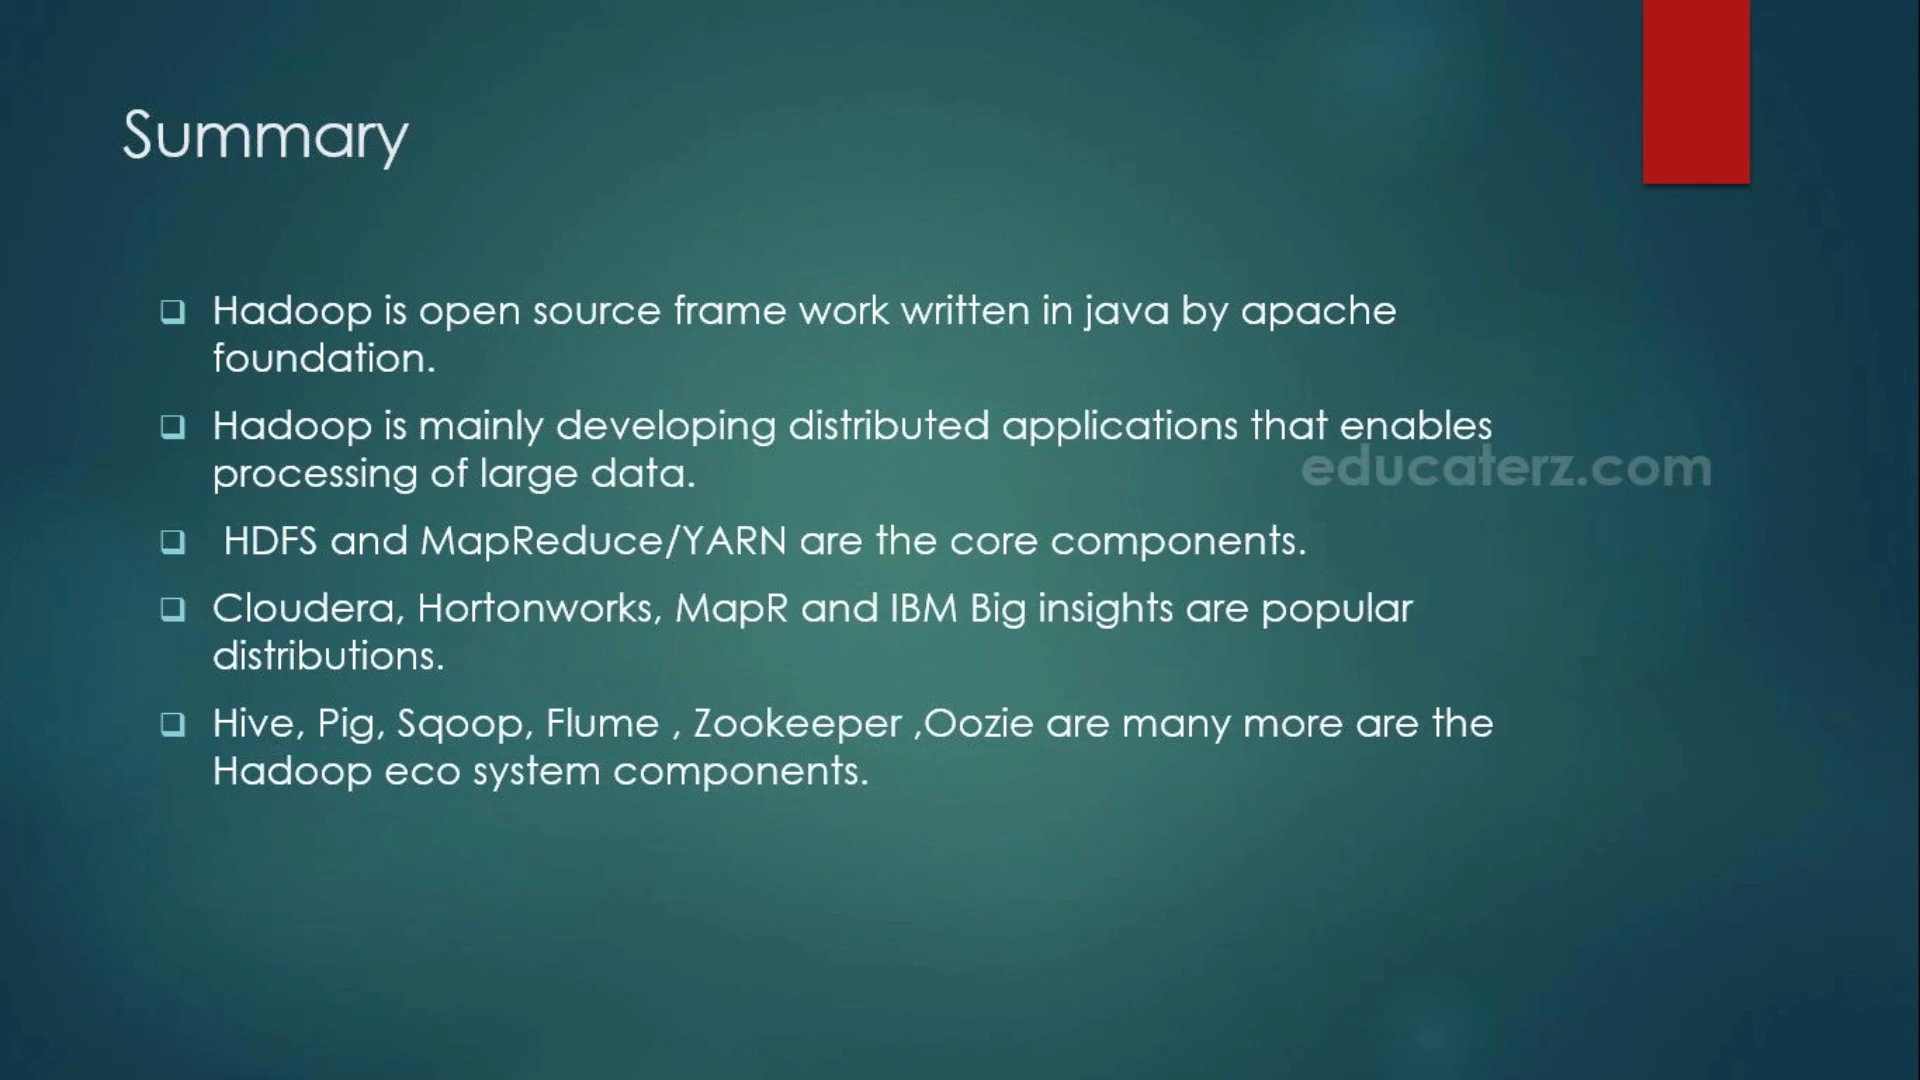 Summary
Hadoop is open source frame work written in java by apache
foundation.
Hadoop is mainly developing distributed applications that enables
processing of large data.
educaterz.com
HDFS and MapReduce/YARN are the core components.
Cloudera, Hortonworks, MapR and IBM Big insights are popular
distributions.
Hive, Pig, Sqoop, Flume , Zookeeper ,Oozie are many more are the
Hadoop eco system components.